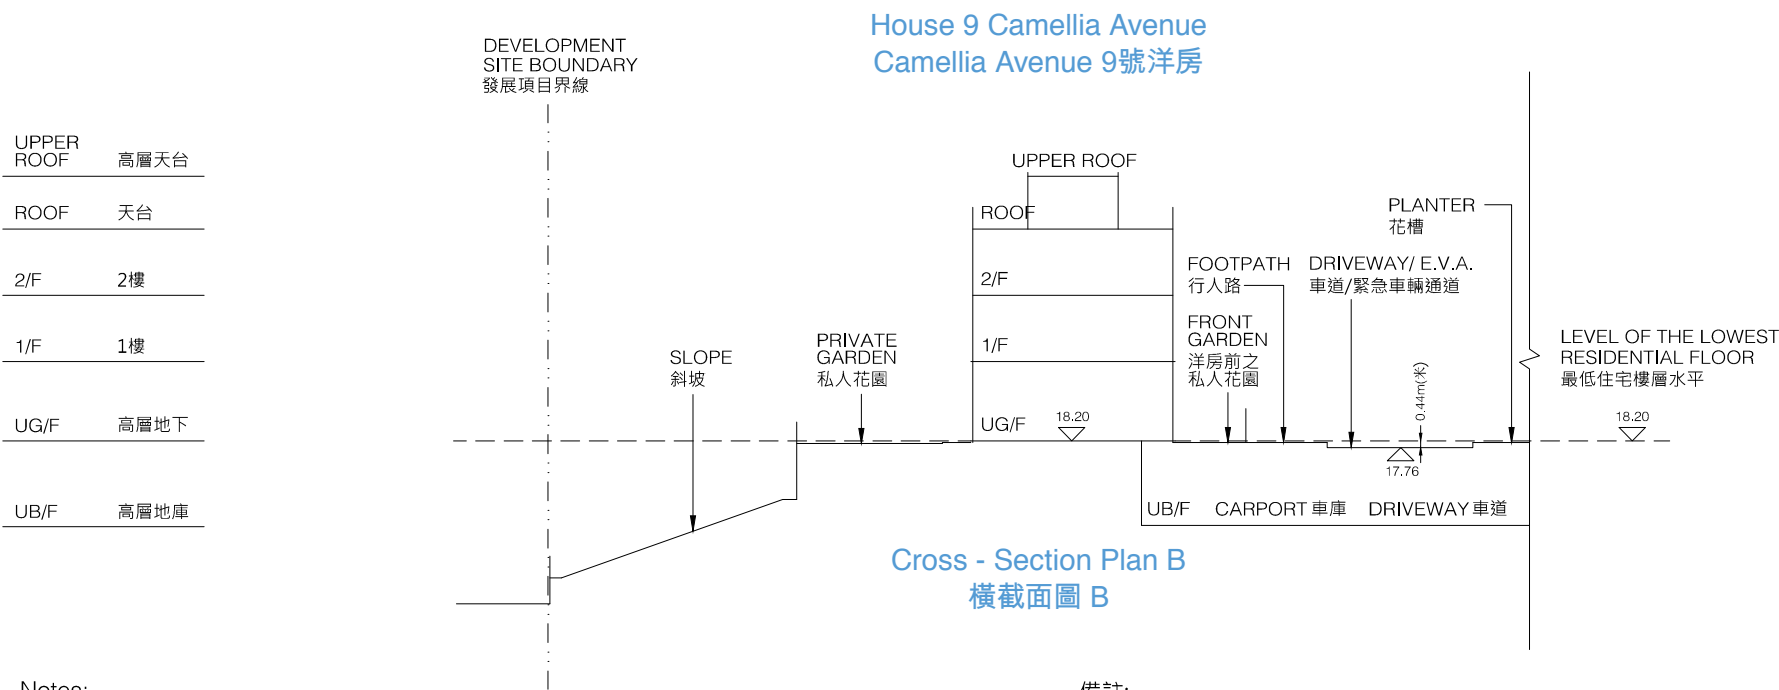 House 9 Camellia Avenue
Camellia Avenue 9號洋房
DEVELOPMENT
SITE BOUNDARY
發展項目界線
UPPER
ROOF 高層天台
ROOF 天台
2/F 2樓
1/F 1樓
UG/F 高層地下
UB/F 高層地庫
UPPER ROOF
ROOF
2/F
1/F
UG/F
18.20
SLOPE
斜坡
PRIVATE
GARDEN
私人花園
FOOTPATH
行人路
FRONT
GARDEN
洋房前之
私人花園
DRIVEWAY/ E.V.A.
車道/緊急車輛通道
PLANTER
花槽
0.44m(米)
17.76
LEVEL OF THE LOWEST
RESIDENTIAL FLOOR
最低住宅樓層水平
18.20
UB/F CARPORT 車庫 DRIVEWAY 車道
Cross - Section Plan B
橫截面圖 B
Notes:
備註: